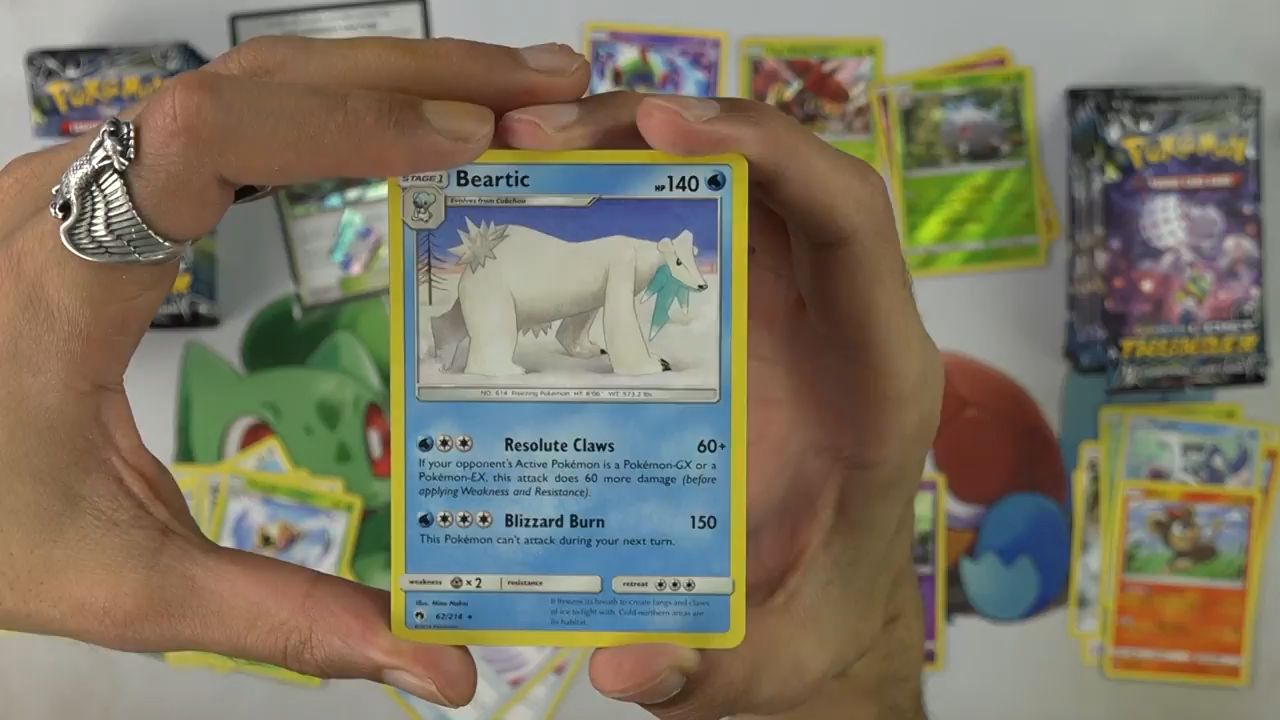 POKéMON
STAGE 1
Beartic
HP 140
Evolves from Cubchoo
POKéMON
THUNDER
NO. 614 Freezing Pokémon HT: 8'06" WT: 573.2 lbs
Resolute Claws 60+
If your opponent's Active Pokémon is a Pokémon-GX or a
Pokémon-EX, this attack does 60 more damage (before
applying Weakness and Resistance).
Blizzard Burn 150
This Pokémon can't attack during your next turn.
weakness x2 resistance retreat
Illus. Mino Nakai
62/214
It freezes its breath to create fangs and claws
of ice to fight with. Cold northern areas are
its habitat.